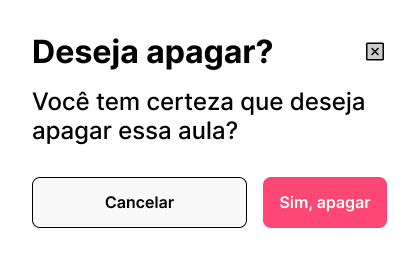 Deseja apagar?
Você tem certeza que deseja
apagar essa aula?
Cancelar
Sim, apagar